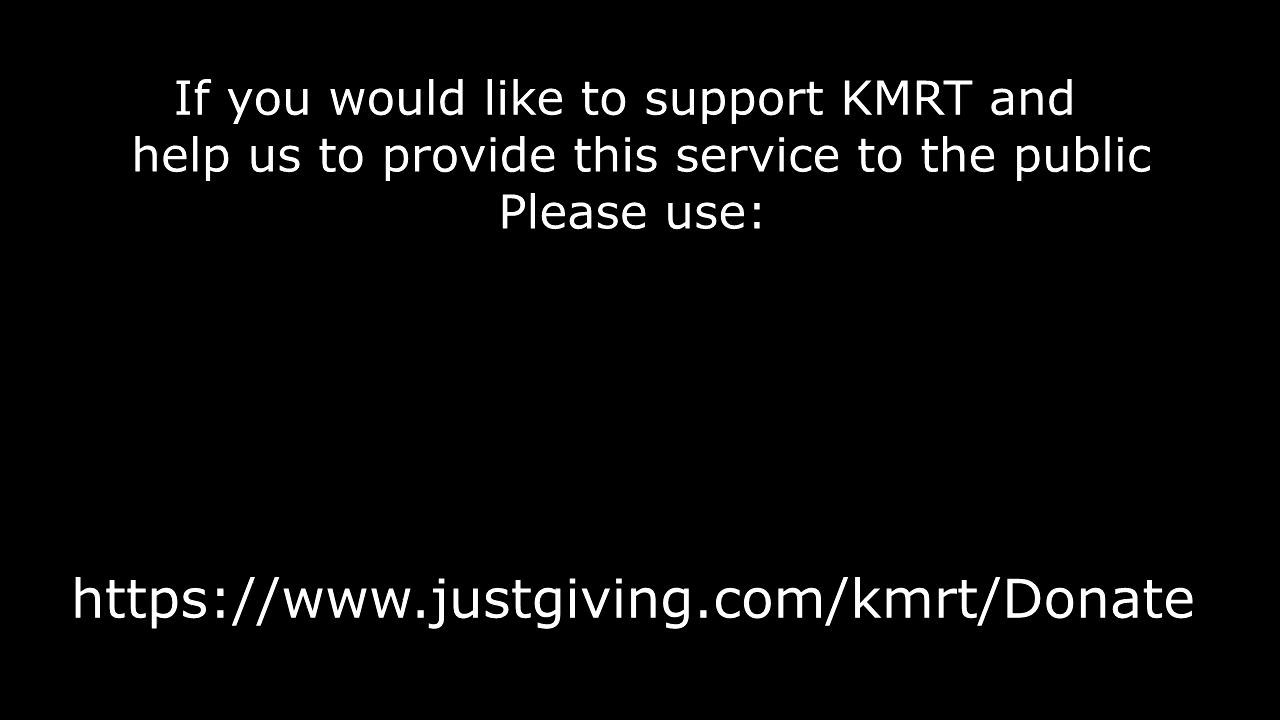 If you would like to support KMRT and
help us to provide this service to the public
Please use:
https://www.justgiving.com/kmrt/Donate